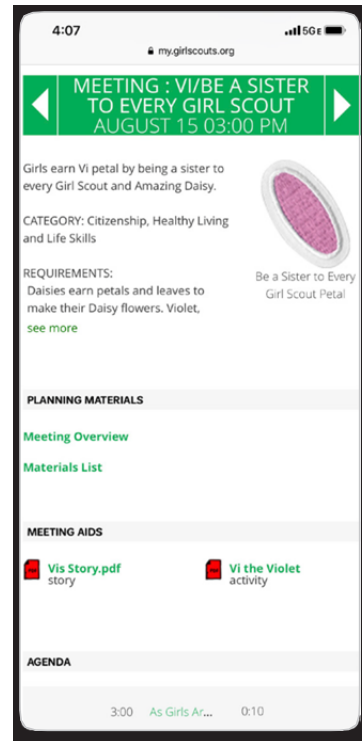 4:07
5GE
my.girlscouts.org
MEETING : VI/BE A SISTER
TO EVERY GIRL SCOUT
AUGUST 15 03:00 PM
Girls earn Vi petal by being a sister to
every Girl Scout and Amazing Daisy.
CATEGORY: Citizenship, Healthy Living
and Life Skills
REQUIREMENTS:
Daisies earn petals and leaves to
make their Daisy flowers. Violet,
see more
Be a Sister to Every
Girl Scout Petal
PLANNING MATERIALS
Meeting Overview
Materials List
MEETING AIDS
Vis Story.pdf
story
Vi the Violet
activity
AGENDA
3:00 As Girls Ar... 0:10